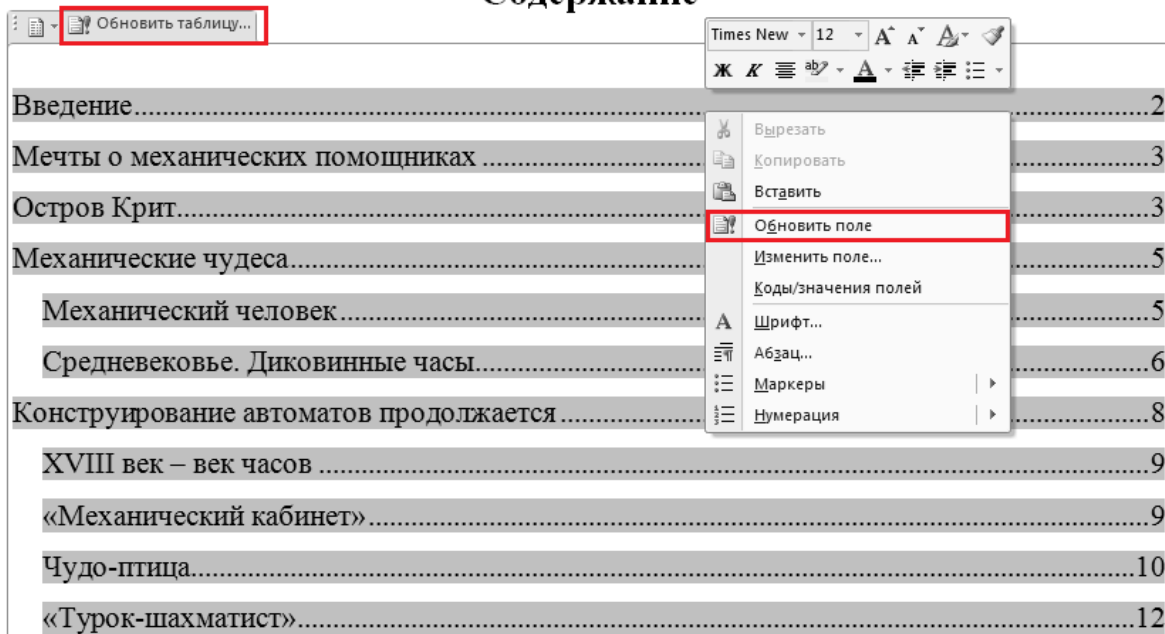 Содержание
Обновить таблицу...
Times New 12 А А А
Ж К ab А
Введение 2
Мечты о механических помощниках 3
Остров Крит 3
Механические чудеса 5
Механический человек 5
Средневековье. Диковинные часы 6
Конструирование автоматов продолжается 8
XVIII век – век часов 9
«Механический кабинет» 9
Чудо-птица 10
«Турок-шахматист» 12
Вырезать
Копировать
Вставить
Обновить поле
Изменить поле...
Коды/значения полей
Шрифт...
Абзац...
Маркеры
Нумерация